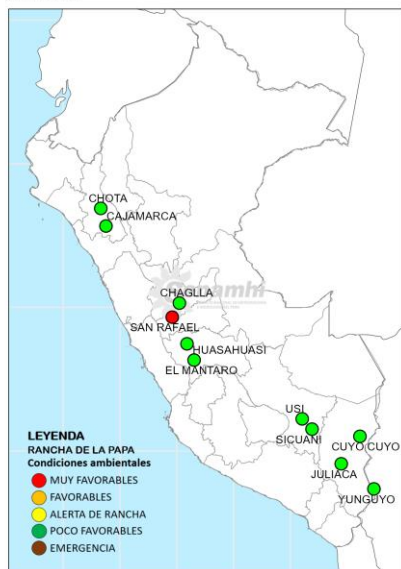 CHOTA
CAJAMARCA
CHAGLLA
SAN RAFAEL
HUASAHUASI
EL MANTARO
USI
SICUANI
CUYO CUYO
JULIACA
YUNGUYO
LEYENDA
RANCHA DE LA PAPA
Condiciones ambientales
MUY FAVORABLES
FAVORABLES
ALERTA DE RANCHA
POCO FAVORABLES
EMERGENCIA